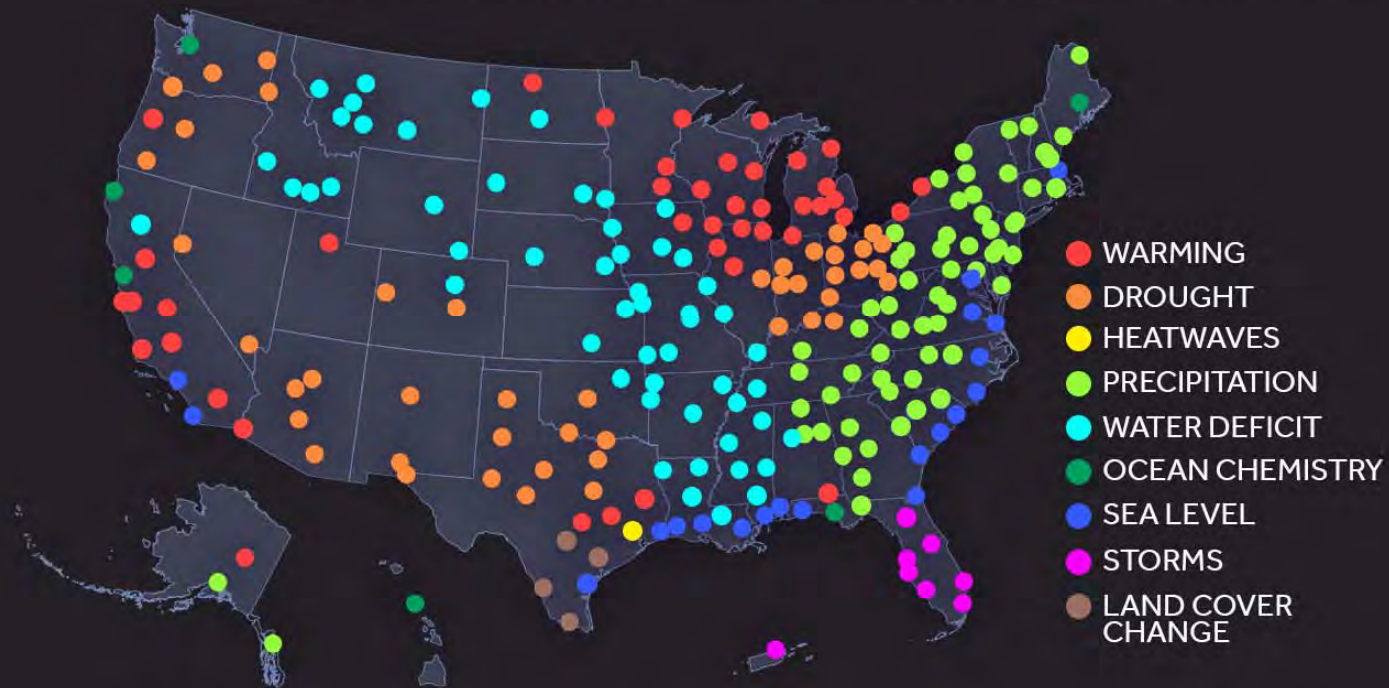 WARMING
DROUGHT
HEATWAVES
PRECIPITATION
WATER DEFICIT
OCEAN CHEMISTRY
SEA LEVEL
STORMS
LAND COVER
CHANGE